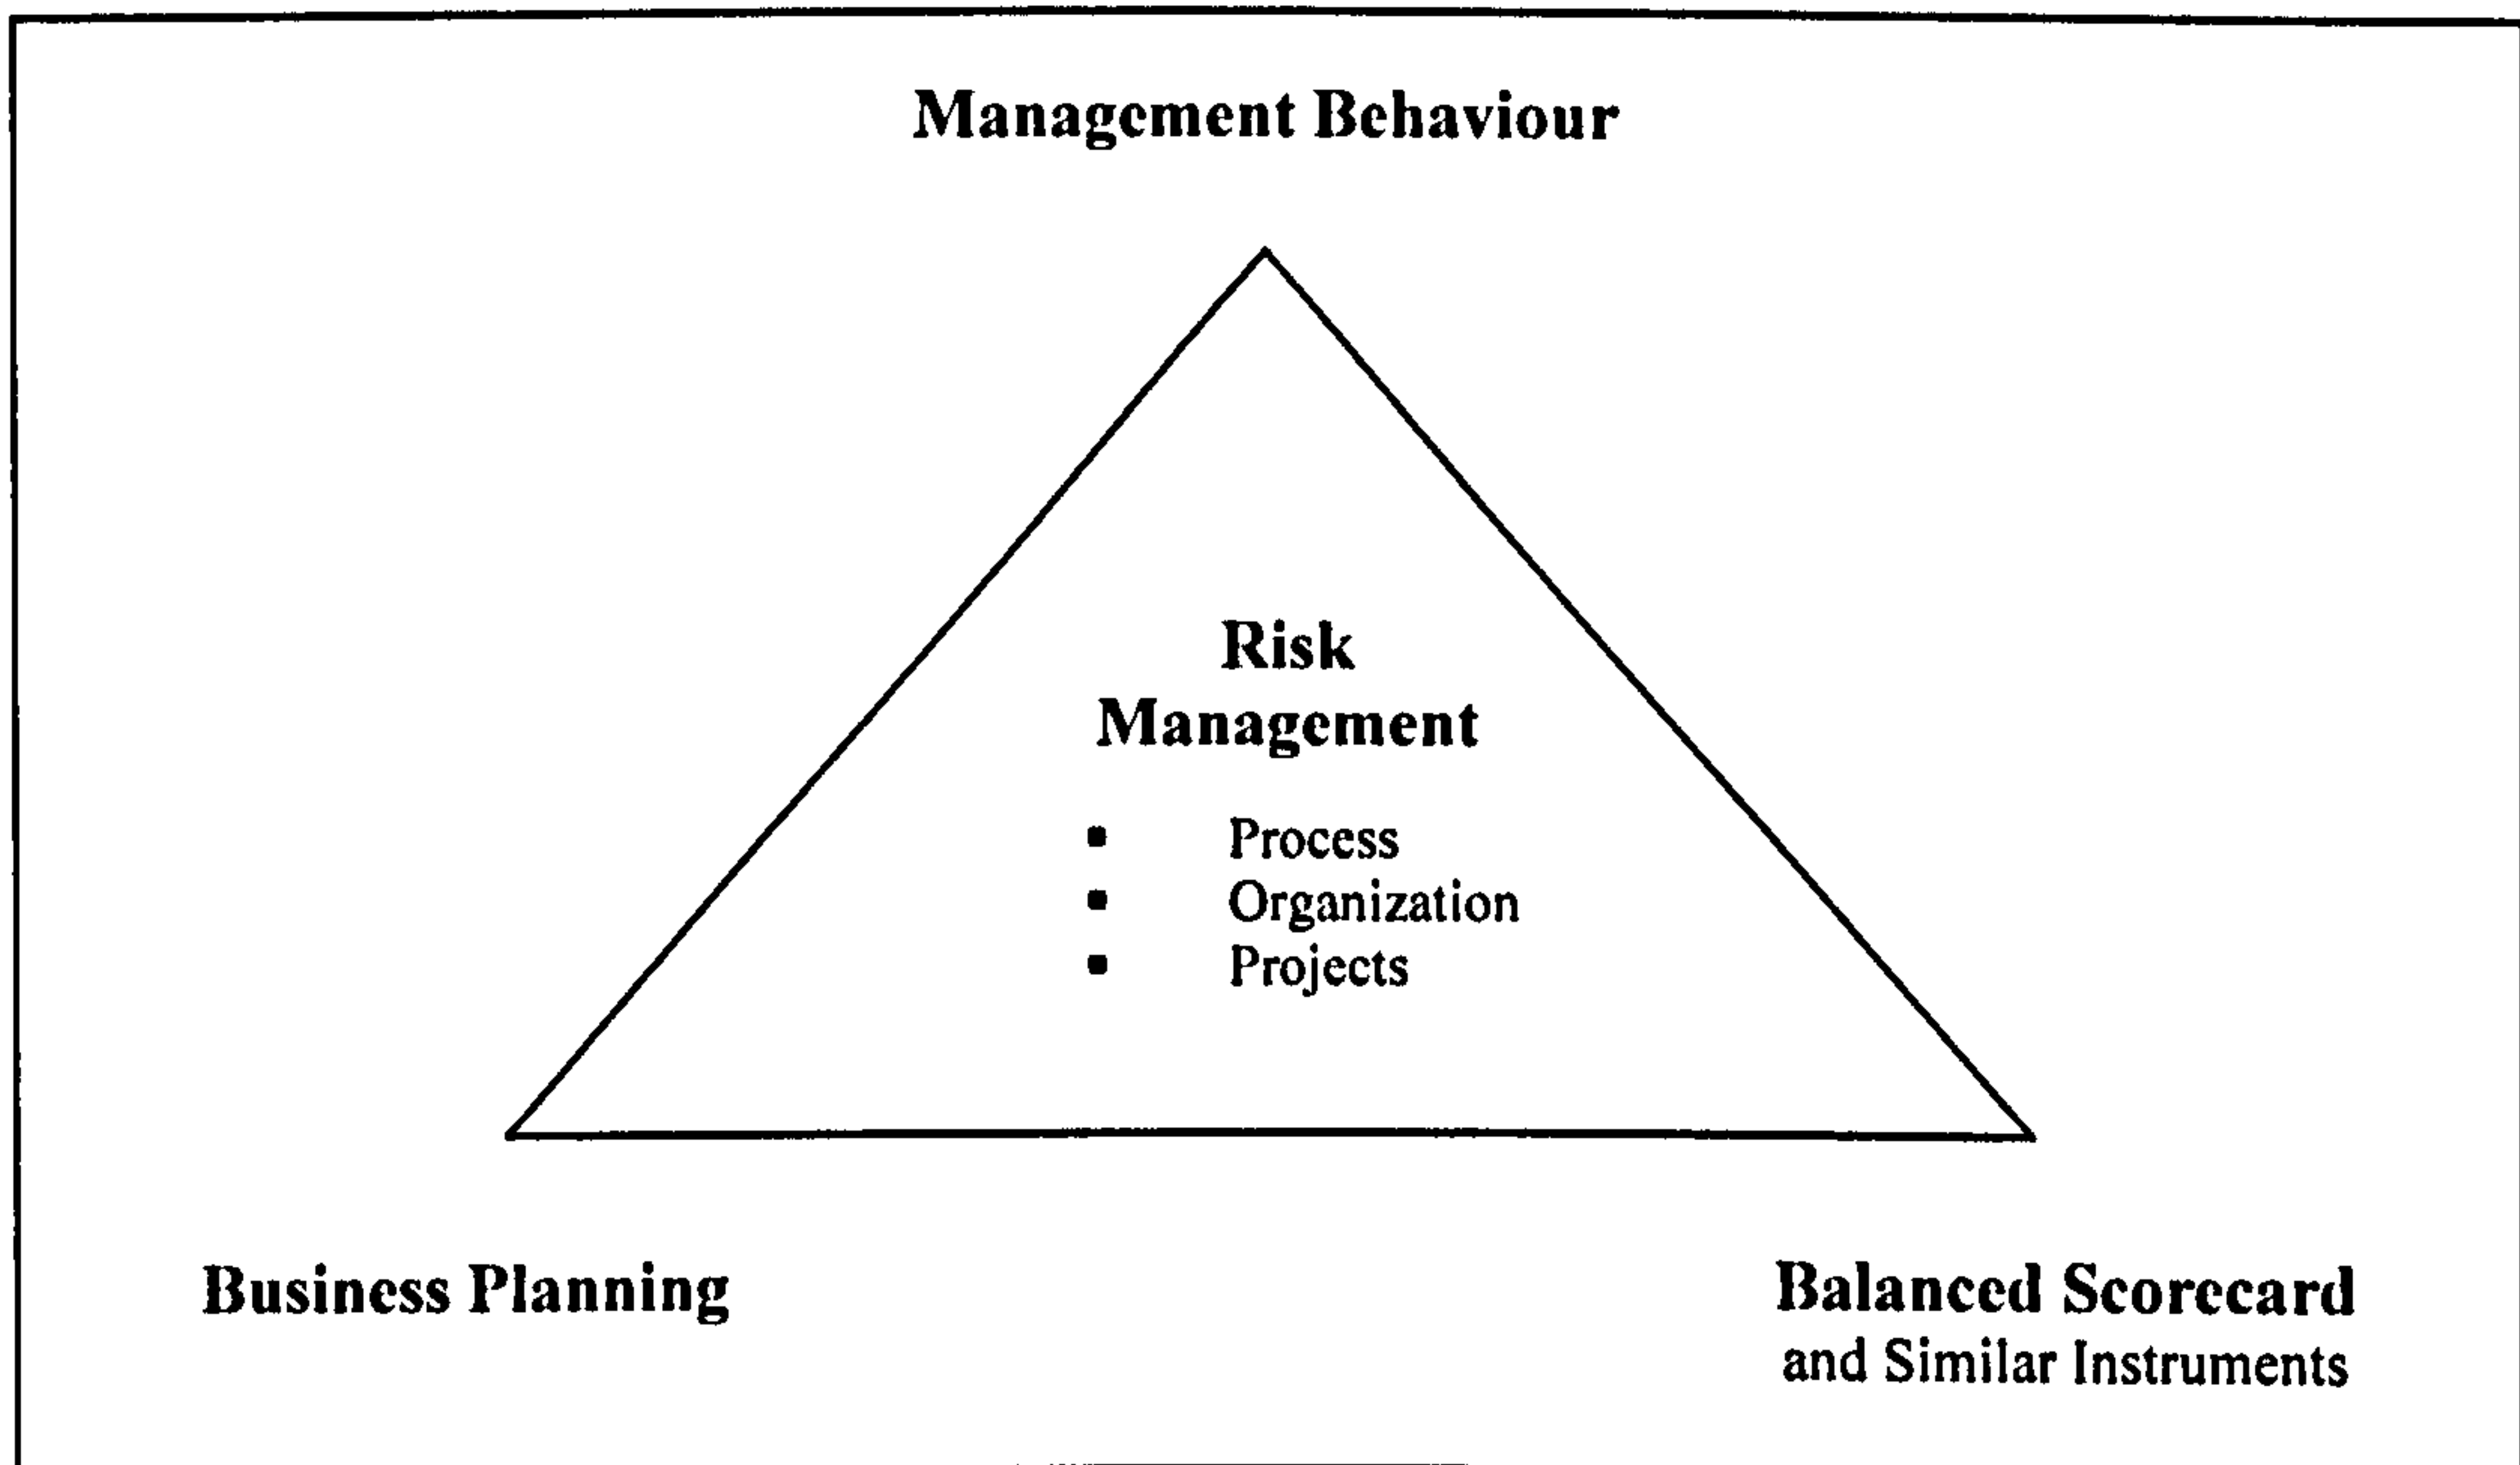 Management Behaviour
Risk
Management
▪ Process
▪ Organization
▪ Projects
Business Planning
Balanced Scorecard
and Similar Instruments